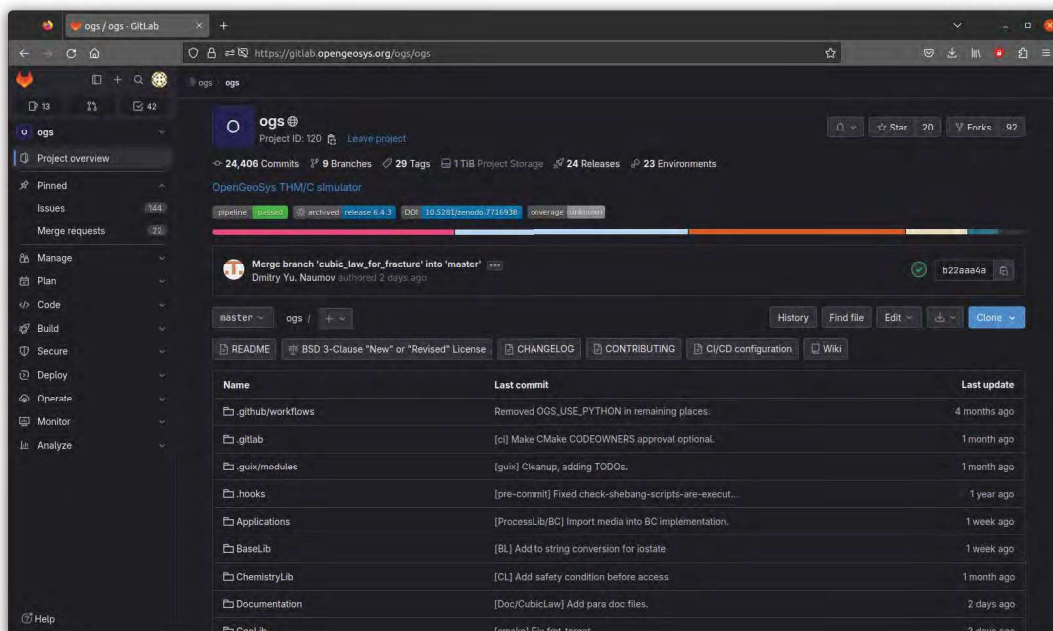 ogs / ogs · GitLab
https://gitlab.opengeosys.org/ogs/ogs
ogs ogs
13 42
ogs
Project overview
Pinned
Issues 144
Merge requests 22
Manage
Plan
Code
Build
Secure
Deploy
Operate
Monitor
Analyze
Help
O
ogs
Project ID: 120 Leave project
Star 20 Forks 92
24,406 Commits 9 Branches 29 Tags 1 TiB Project Storage 24 Releases 23 Environments
OpenGeoSys THM/C simulator
pipeline passed archived release 6.4.3 DOI 10.5281/zenodo.7716938 coverage unknown
Merge branch 'cubic_law_for_fracture' into 'master'
Dmitry Yu. Naumov authored 2 days ago
b22aaa4a
master ogs / + History Find file Edit Clone
README BSD 3-Clause "New" or "Revised" License CHANGELOG CONTRIBUTING CI/CD configuration Wiki
Name Last commit Last update
.github/workflows Removed OGS_USE_PYTHON in remaining places. 4 months ago
.gitlab [ci] Make CMake CODEOWNERS approval optional. 1 month ago
.guix/modules [guix] Cleanup, adding TODOs. 1 month ago
.hooks [pre-commit] Fixed check-shebang-scripts-are-execut... 1 year ago
Applications [ProcessLib/BC] Import media into BC implementation. 1 week ago
BaseLib [BL] Add to string conversion for iostate 1 week ago
ChemistryLib [CL] Add safety condition before access 1 month ago
Documentation [Doc/CubicLaw] Add para doc files. 2 days ago